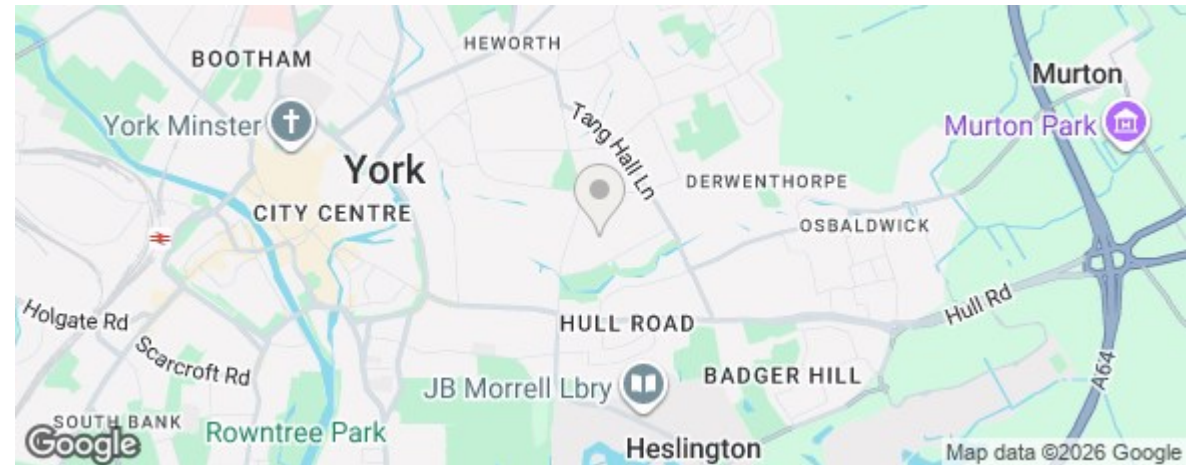 BOOTHAM
HEWORTH
Murton
York Minster
Tang Hall Ln
Murton Park
York
DERWENTHORPE
CITY CENTRE
OSBALDWICK
Holgate Rd
Hull Rd
HULL ROAD
Scarcroft Rd
A64
JB Morrell Lbry
BADGER HILL
SOUTH BANK
Rowntree Park
Google
Heslington
Map data ©2026 Google